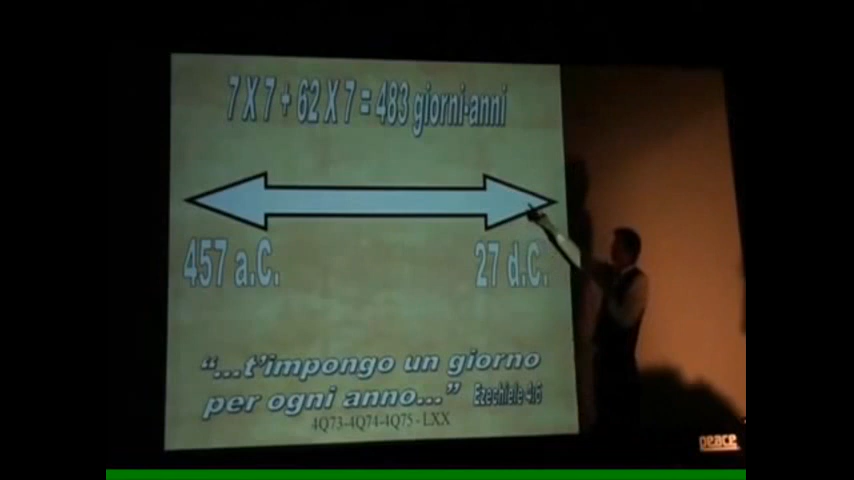 7 X 7 + 62 X 7 = 483 giorni-anni
457 a.C.
27 d.C.
“...t'impongo un giorno
per ogni anno...” Ezechiele 4:6
4Q73-4Q74-4Q75 - LXX
peace